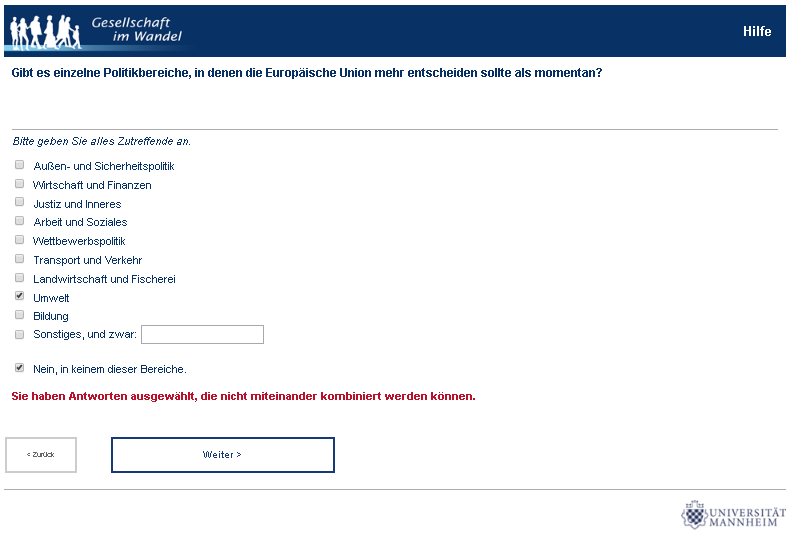 Gesellschaft
im Wandel
Hilfe
Gibt es einzelne Politikbereiche, in denen die Europäische Union mehr entscheiden sollte als momentan?
Bitte geben Sie alles Zutreffende an.
Außen- und Sicherheitspolitik
Wirtschaft und Finanzen
Justiz und Inneres
Arbeit und Soziales
Wettbewerbspolitik
Transport und Verkehr
Landwirtschaft und Fischerei
Umwelt
Bildung
Sonstiges, und zwar:
Nein, in keinem dieser Bereiche.
Sie haben Antworten ausgewählt, die nicht miteinander kombiniert werden können.
< Zurück
Weiter >
UNIVERSITÄT
MANNHEIM